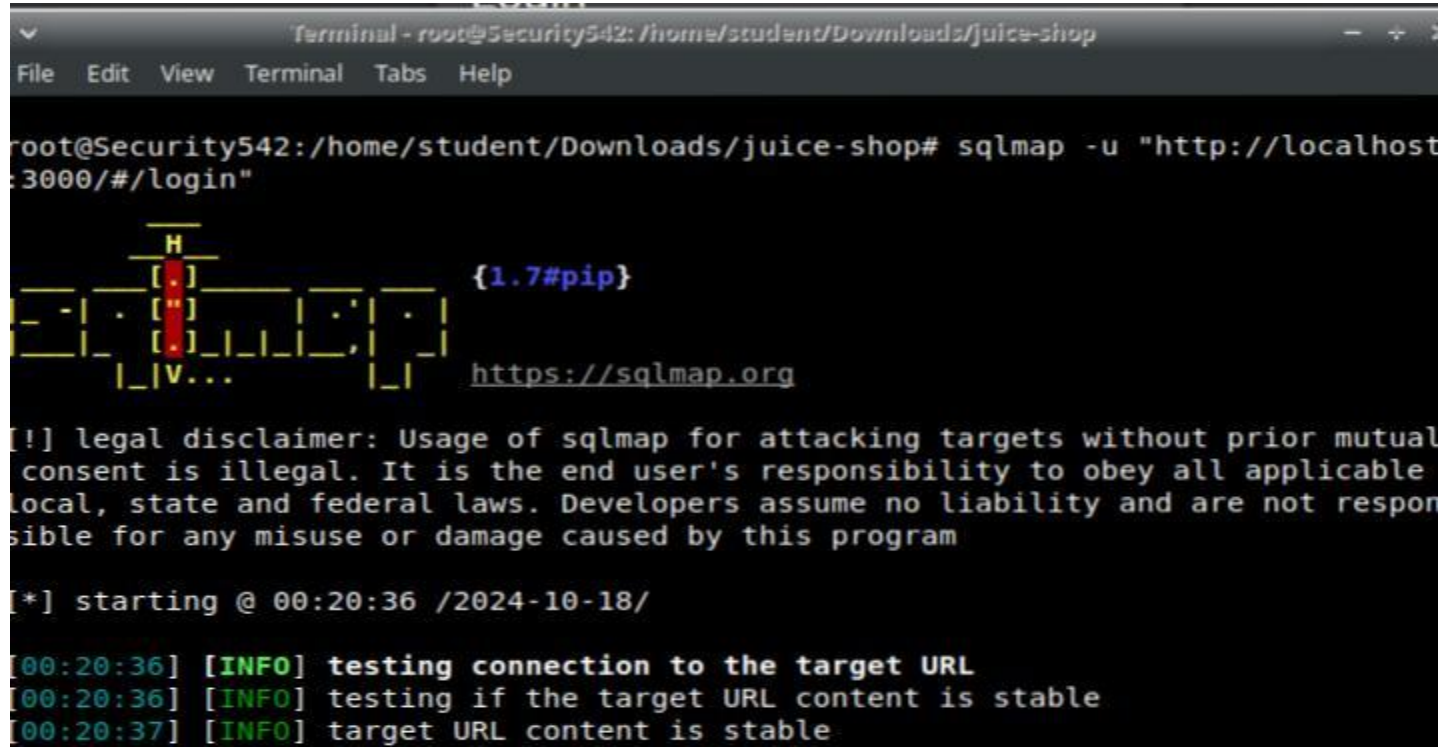 Terminal - root@Security542: /home/student/Downloads/juice-shop
File Edit View Terminal Tabs Help
root@Security542:/home/student/Downloads/juice-shop# sqlmap -u "http://localhost
:3000/#/login"
H
[.]
{1.7#pip}
["]
[.]
|_|V... |_| https://sqlmap.org
[!] legal disclaimer: Usage of sqlmap for attacking targets without prior mutual
consent is illegal. It is the end user's responsibility to obey all applicable
local, state and federal laws. Developers assume no liability and are not respon
sible for any misuse or damage caused by this program
[*] starting @ 00:20:36 /2024-10-18/
[00:20:36] [INFO] testing connection to the target URL
[00:20:36] [INFO] testing if the target URL content is stable
[00:20:37] [INFO] target URL content is stable